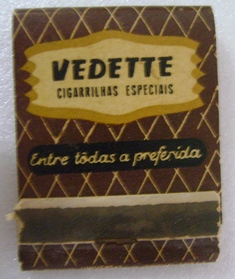 VEDETTE
CIGARRILHAS ESPECIAIS
Entre tôdas a preferida